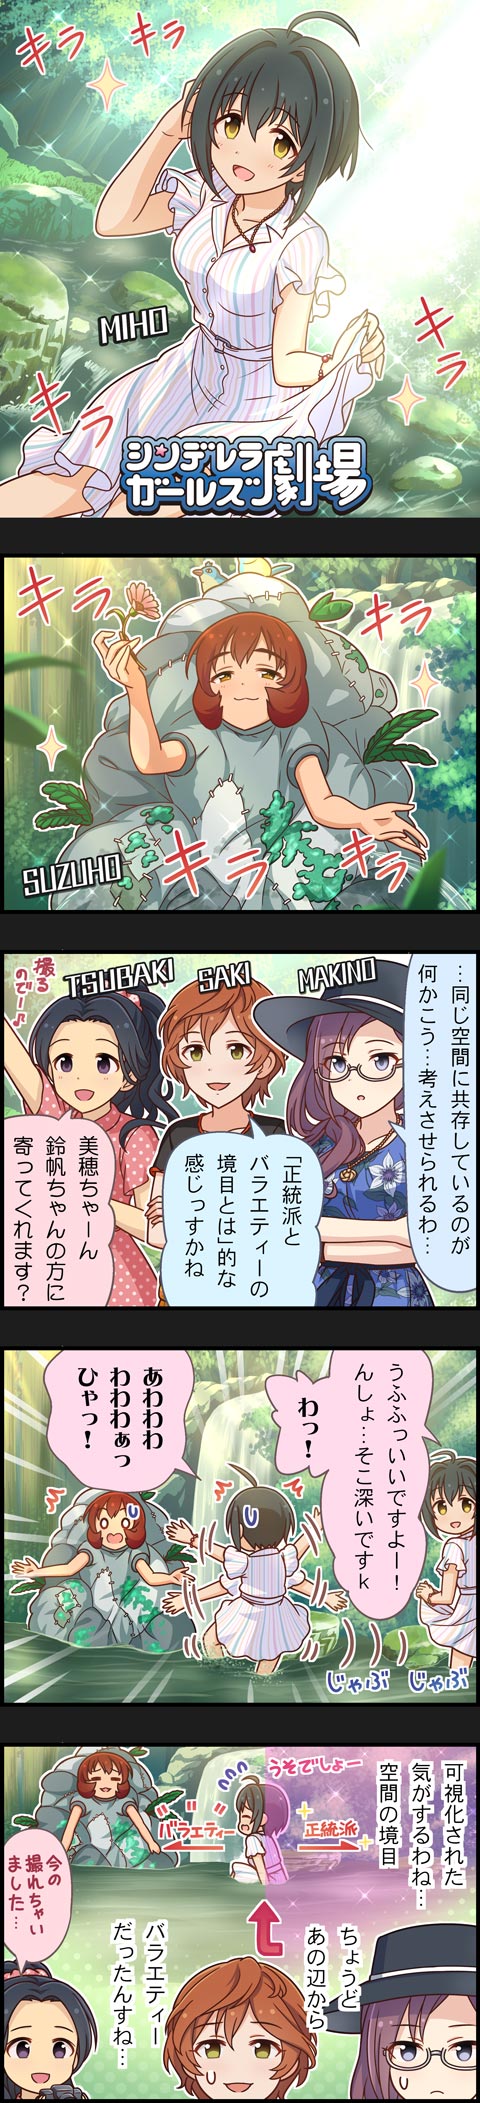 キラ
キラ
MIHO
キラ
キラ
シンデレラ
ガールズ劇場
キラ
キラ
SUZUHO
キラ
キラ
TSUBAKI
SAKI
MAKINO
…同じ空間に共存しているのが
何かこう…考えさせられるわ…
「正統派と
バラエティーの
境目とは」的な
感じっすかね
撮る
のでー♪
美穂ちゃーん
鈴帆ちゃんの方に
寄ってくれます？
うふふっいいですよー！
んしょ…そこ深いですk
わっ！
あわわわ
わわわぁっ
ひゃっ！
じゃぶ
じゃぶ
可視化された
気がするわね…
空間の境目
うそでしょー
バラエティー
正統派
ちょうど
あの辺から
バラエティー
だったんすね…
今の
撮れちゃい
ました…